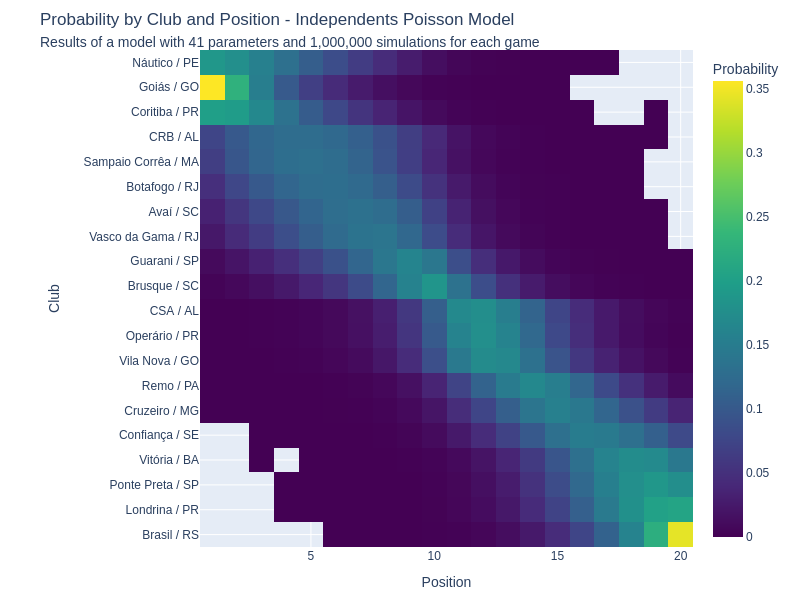 Probability by Club and Position - Independents Poisson Model
Results of a model with 41 parameters and 1,000,000 simulations for each game
Probability
Náutico / PE
Goiás / GO
Coritiba / PR
CRB / AL
Sampaio Corrêa / MA
Botafogo / RJ
Avaí / SC
Vasco da Gama / RJ
Guarani / SP
Brusque / SC
CSA / AL
Operário / PR
Vila Nova / GO
Remo / PA
Cruzeiro / MG
Confiança / SE
Vitória / BA
Ponte Preta / SP
Londrina / PR
Brasil / RS
Club
5
10
15
20
Position
0.35
0.3
0.25
0.2
0.15
0.1
0.05
0